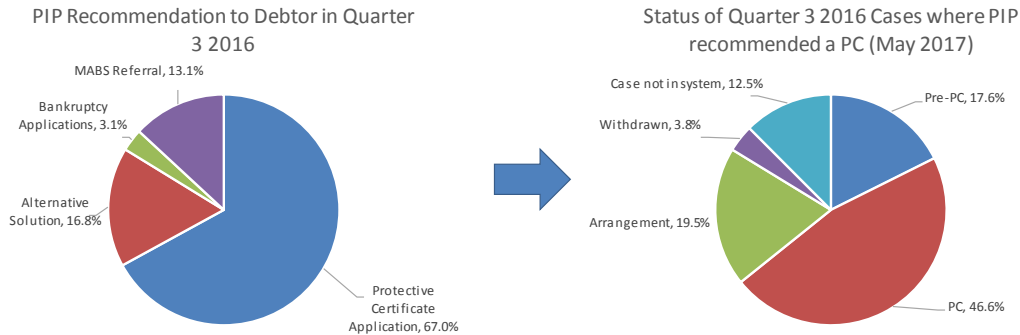 PIP Recommendation to Debtor in Quarter
3 2016
MABS Referral, 13.1%
Bankruptcy
Applications, 3.1%
Alternative
Solution, 16.8%
Protective
Certificate
Application, 67.0%
Status of Quarter 3 2016 Cases where PIP
recommended a PC (May 2017)
Case not in system, 12.5%
Pre-PC, 17.6%
Withdrawn, 3.8%
Arrangement, 19.5%
PC, 46.6%